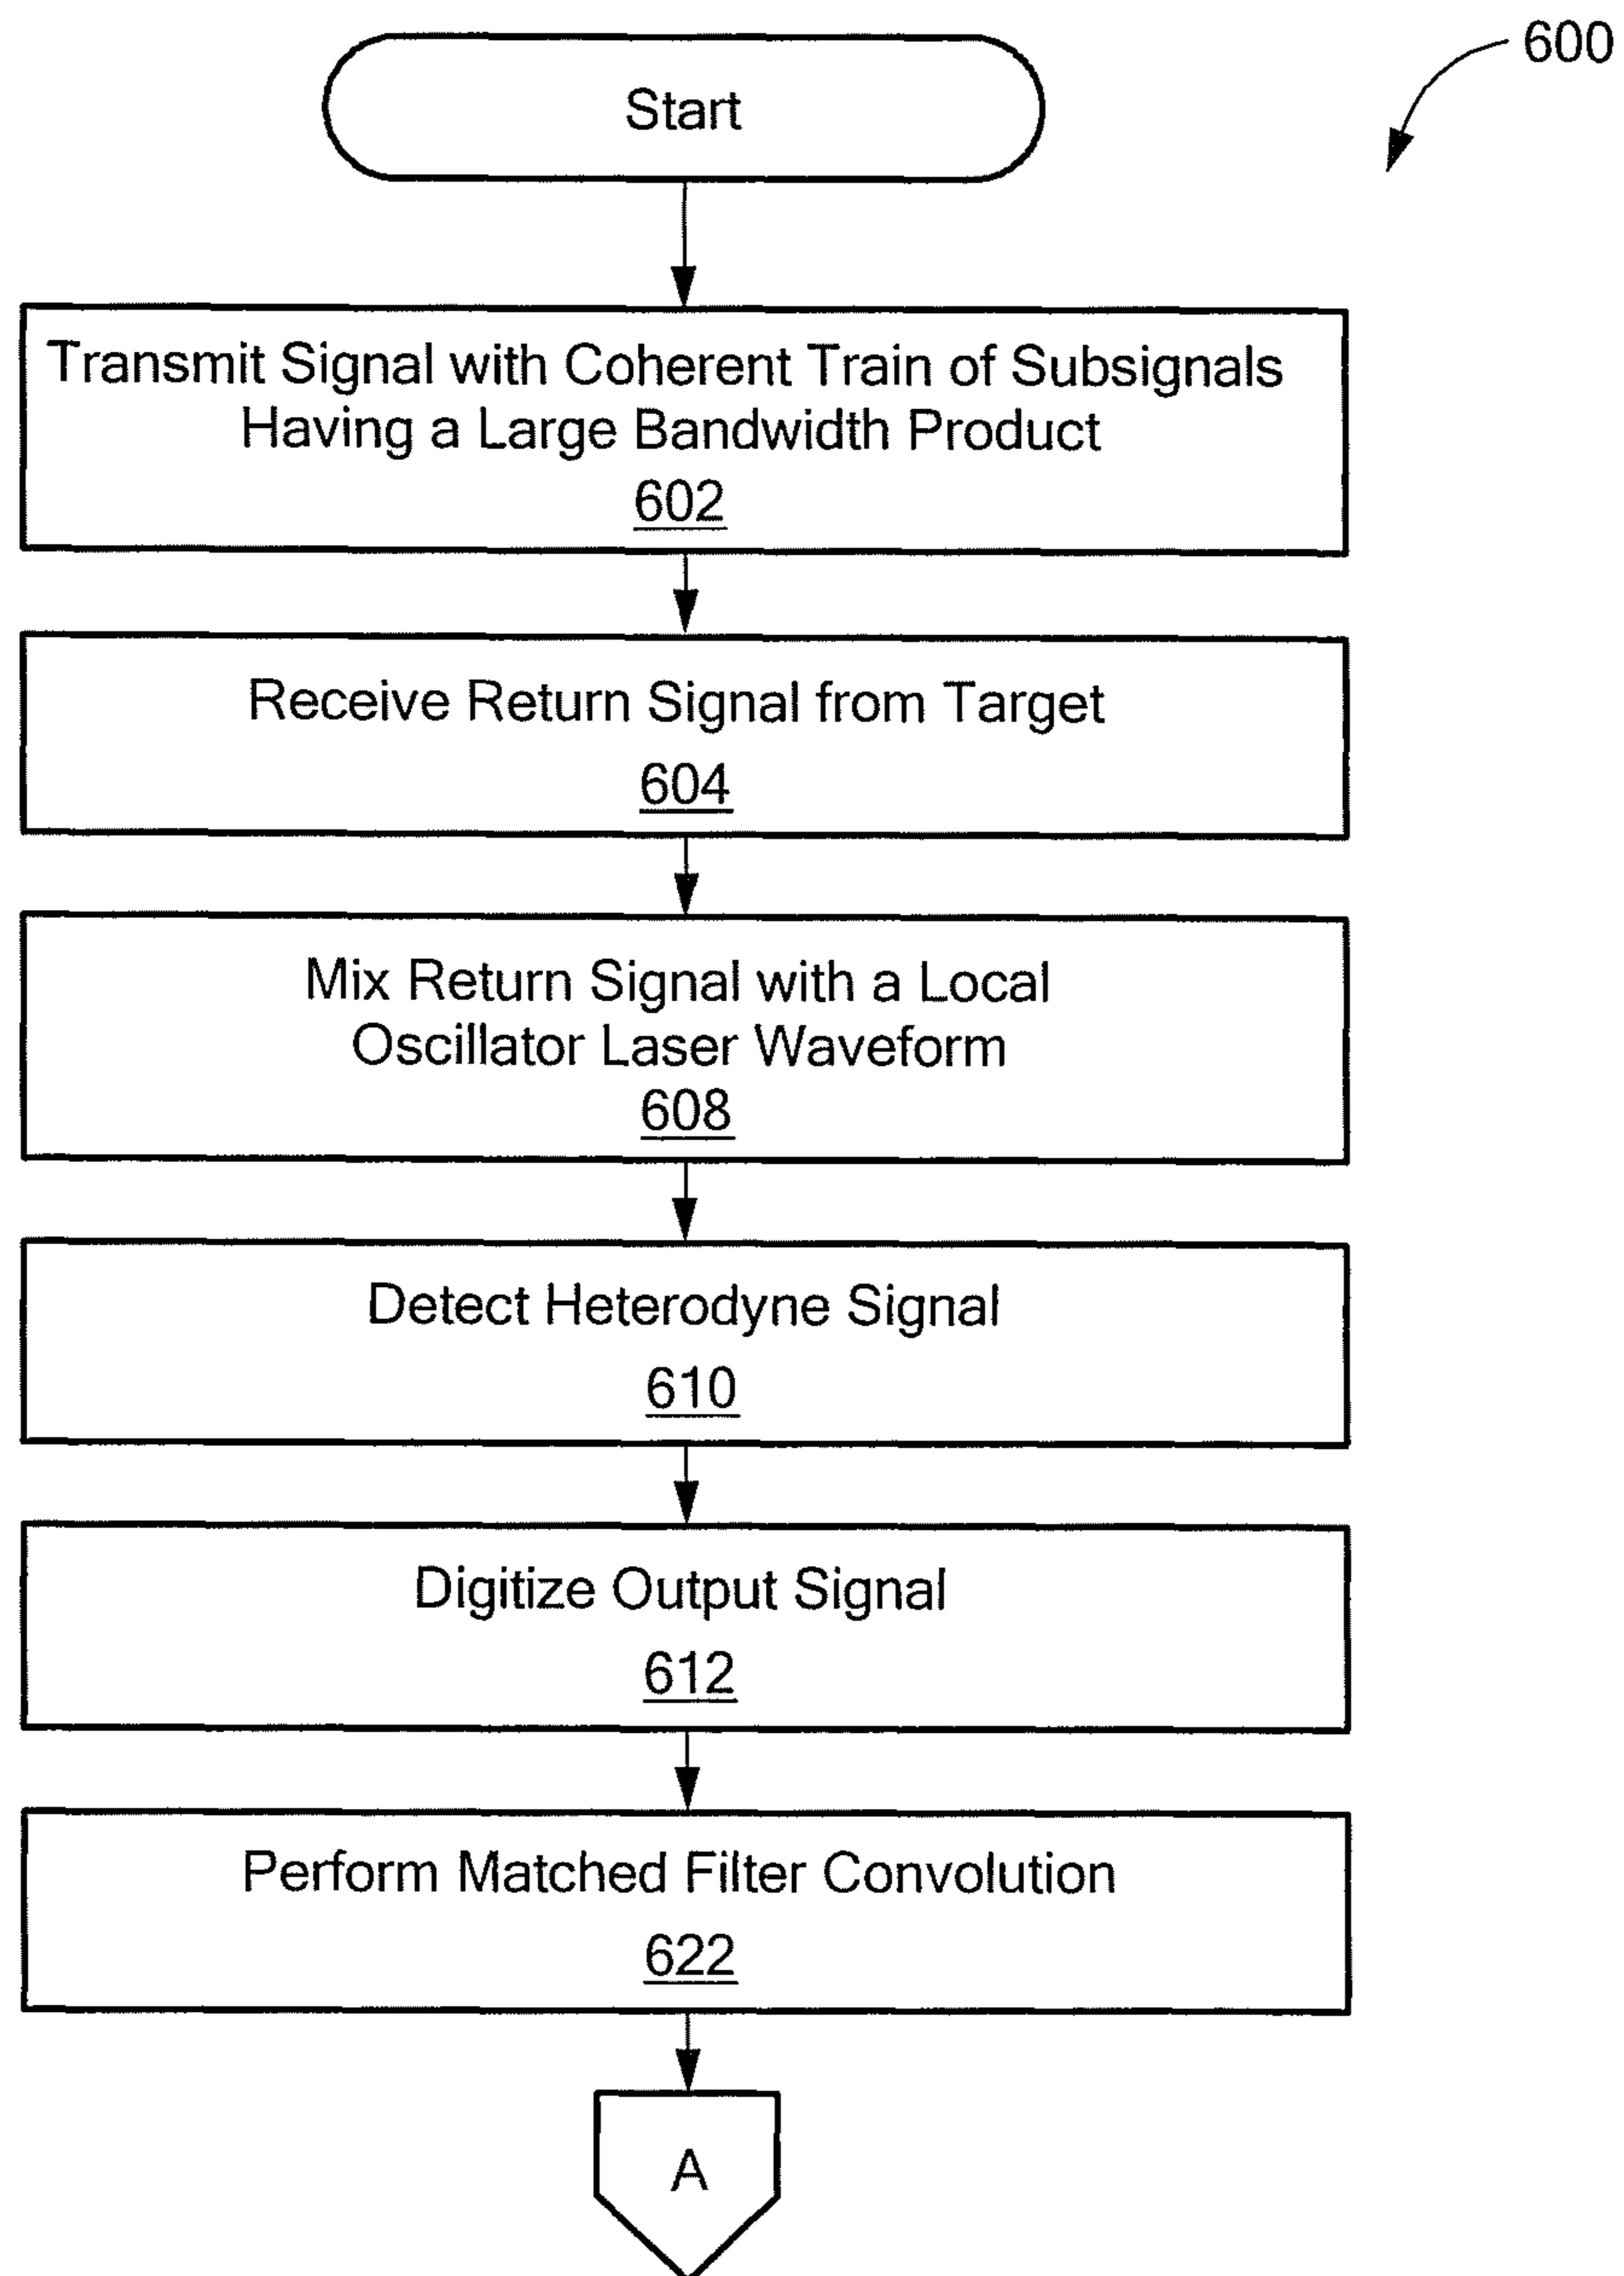 600
Start
Transmit Signal with Coherent Train of Subsignals
Having a Large Bandwidth Product
602
Receive Return Signal from Target
604
Mix Return Signal with a Local
Oscillator Laser Waveform
608
Detect Heterodyne Signal
610
Digitize Output Signal
612
Perform Matched Filter Convolution
622
A